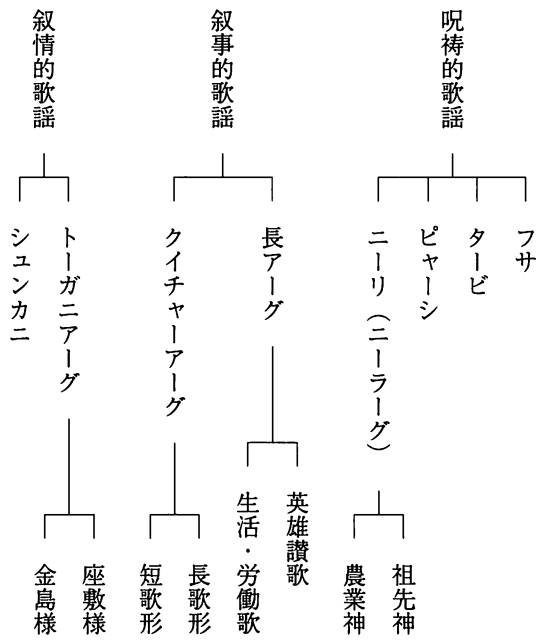 呪祷的歌謡
フサ
タービ
ピャーシ
ニーリ（ニーラーグ）
祖先神
農業神
叙事的歌謡
長アーグ
英雄讃歌
生活・労働歌
クイチャーアーグ
長歌形
短歌形
叙情的歌謡
トーガニアーグ
座敷様
金島様
シュンカニ